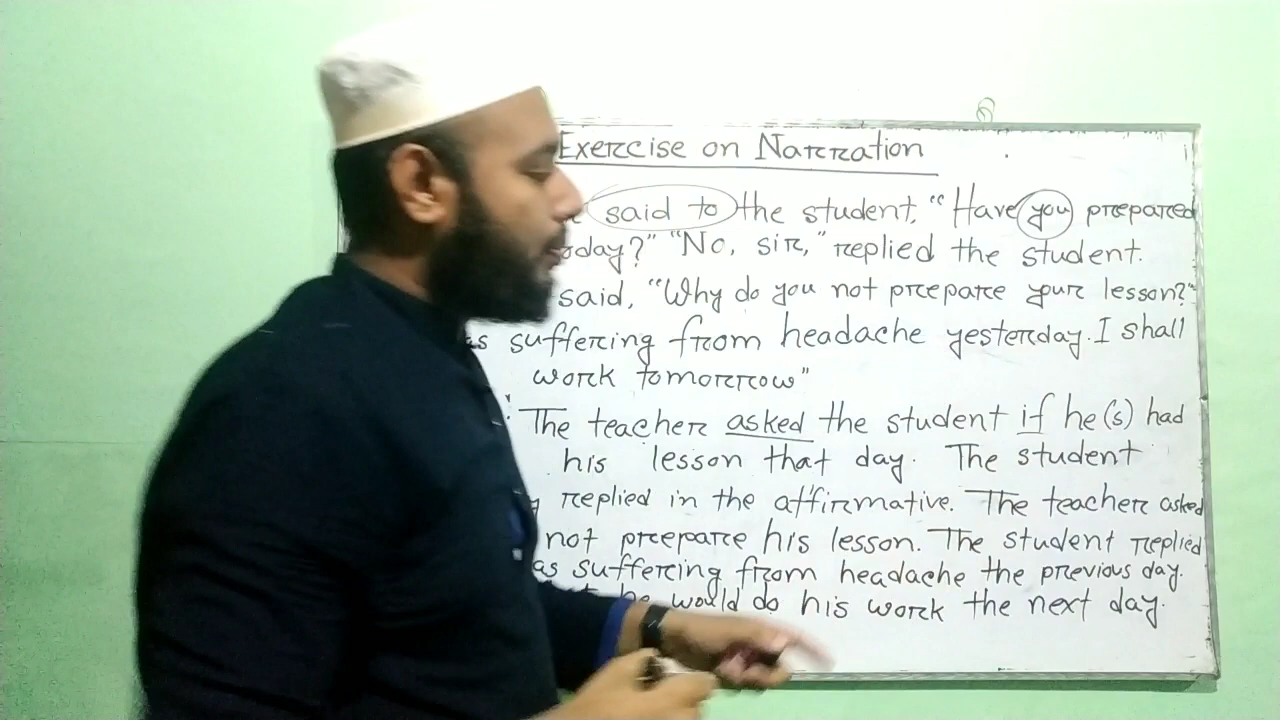 Exercise on Narration
said to the student, "Have you prepared
day?" "No, sir," replied the student.
said, "Why do you not prepare your lesson?"
suffering from headache yesterday. I shall
work tomorrow"
: The teacher asked the student if he (s) had
his lesson that day. The student
replied in the affirmative. The teacher asked
not prepare his lesson. The student replied
as suffering from headache the previous day.
he would do his work the next day.